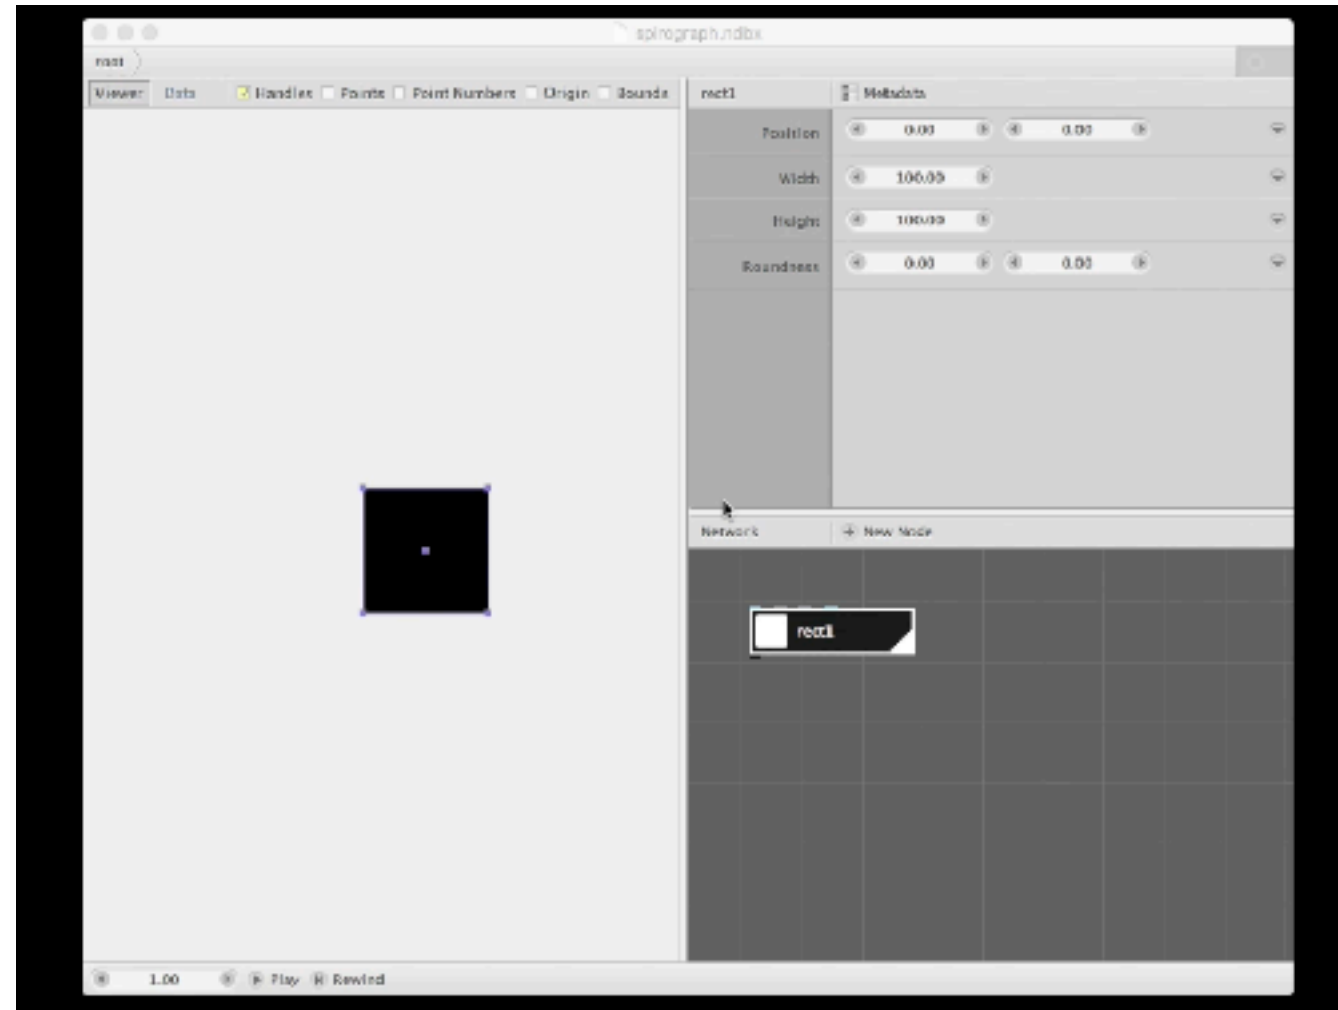 spirograph.ndbx
root
Viewer Data Handles Points Point Numbers Origin Bounds
rect1 Metadata
Position 0.00 0.00
Width 100.00
Height 100.00
Roundness 0.00 0.00
Network New Node
rect1
1.00 Play Rewind